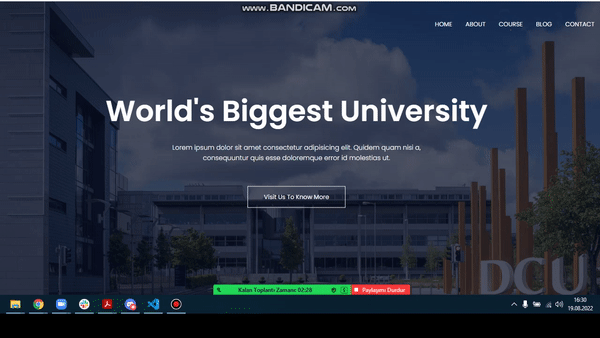 www.BANDICAM.com
HOME ABOUT COURSE BLOG CONTACT
World's Biggest University
Lorem ipsum dolor sit amet consectetur adipisicing elit. Quidem quam nisi a,
consequuntur quis esse doloremque error id molestias ut.
Visit Us To Know More
DCU
Kalan Toplantı Zamanı: 02:28 Paylaşımı Durdur
16:30
19.08.2022